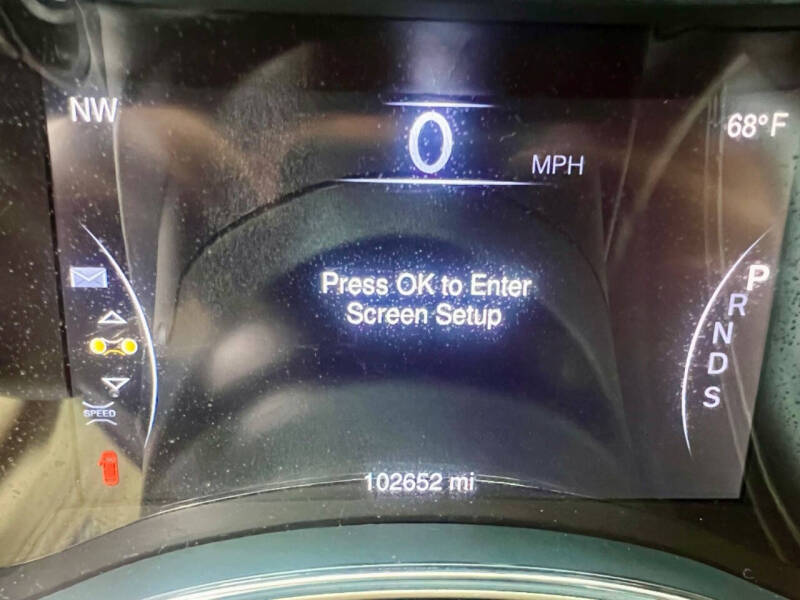 NW
0
MPH
68°F
Press OK to Enter
Screen Setup
P
R
N
D
S
SPEED
102652 mi